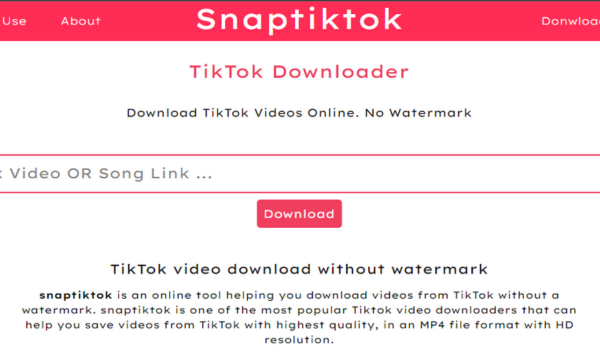 Use About Snaptiktok Donwload
TikTok Downloader
Download TikTok Videos Online. No Watermark
Video OR Song Link ...
Download
TikTok video download without watermark
snaptiktok is an online tool helping you download videos from TikTok without a
watermark. snaptiktok is one of the most popular Tiktok video downloaders that can
help you save videos from TikTok with highest quality, in an MP4 file format with HD
resolution.